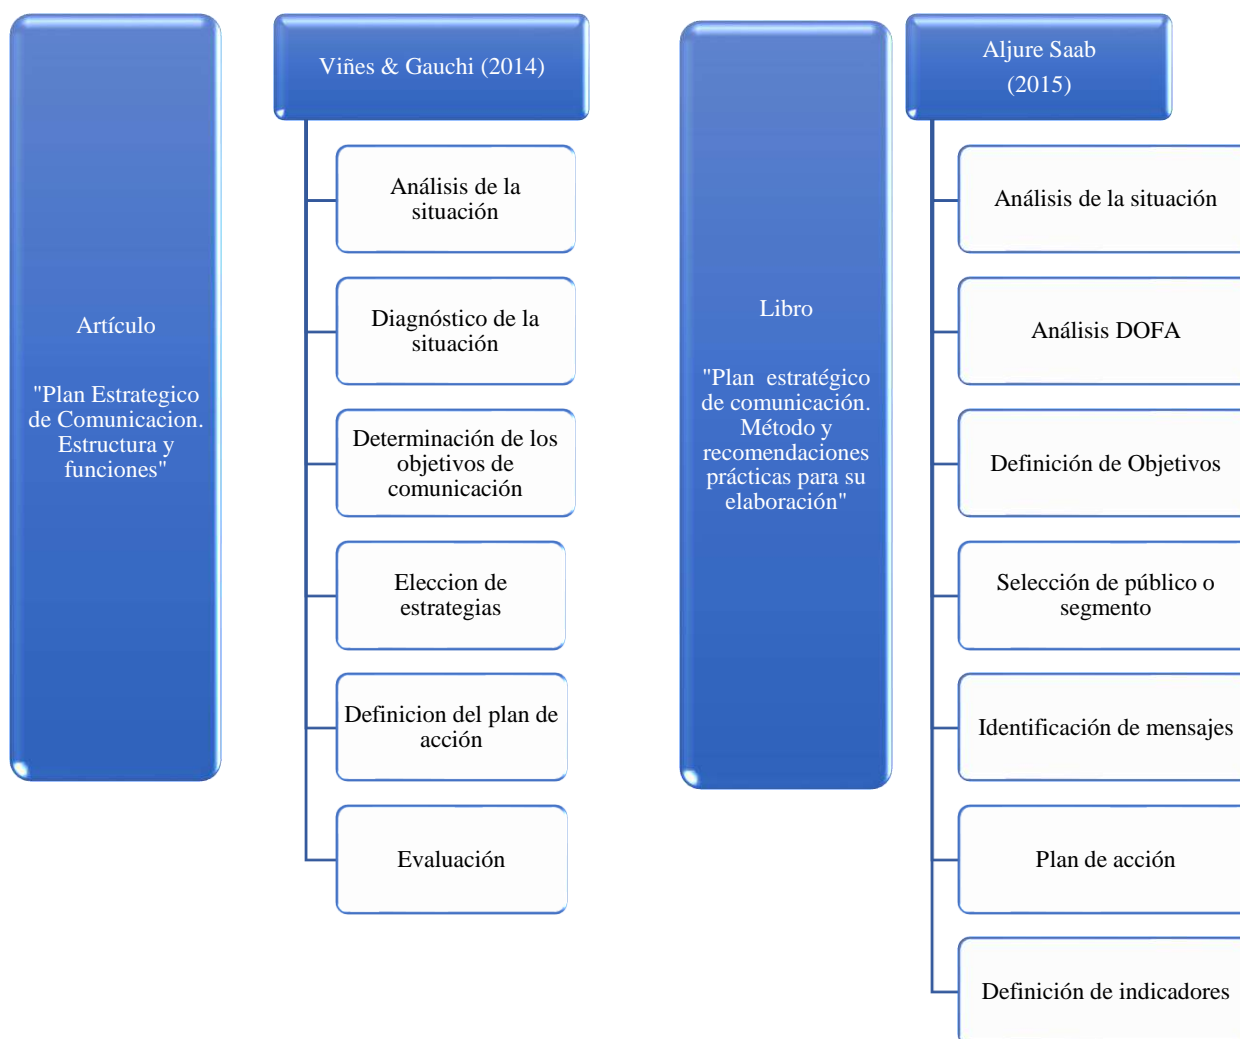 Artículo
"Plan Estrategico
de Comunicacion.
Estructura y
funciones"
Viñes & Gauchi (2014)
Análisis de la
situación
Diagnóstico de la
situación
Determinación de los
objetivos de
comunicación
Eleccion de
estrategias
Definicion del plan de
acción
Evaluación
Libro
"Plan estratégico
de comunicación.
Método y
recomendaciones
prácticas para su
elaboración"
Aljure Saab
(2015)
Análisis de la situación
Análisis DOFA
Definición de Objetivos
Selección de público o
segmento
Identificación de mensajes
Plan de acción
Definición de indicadores